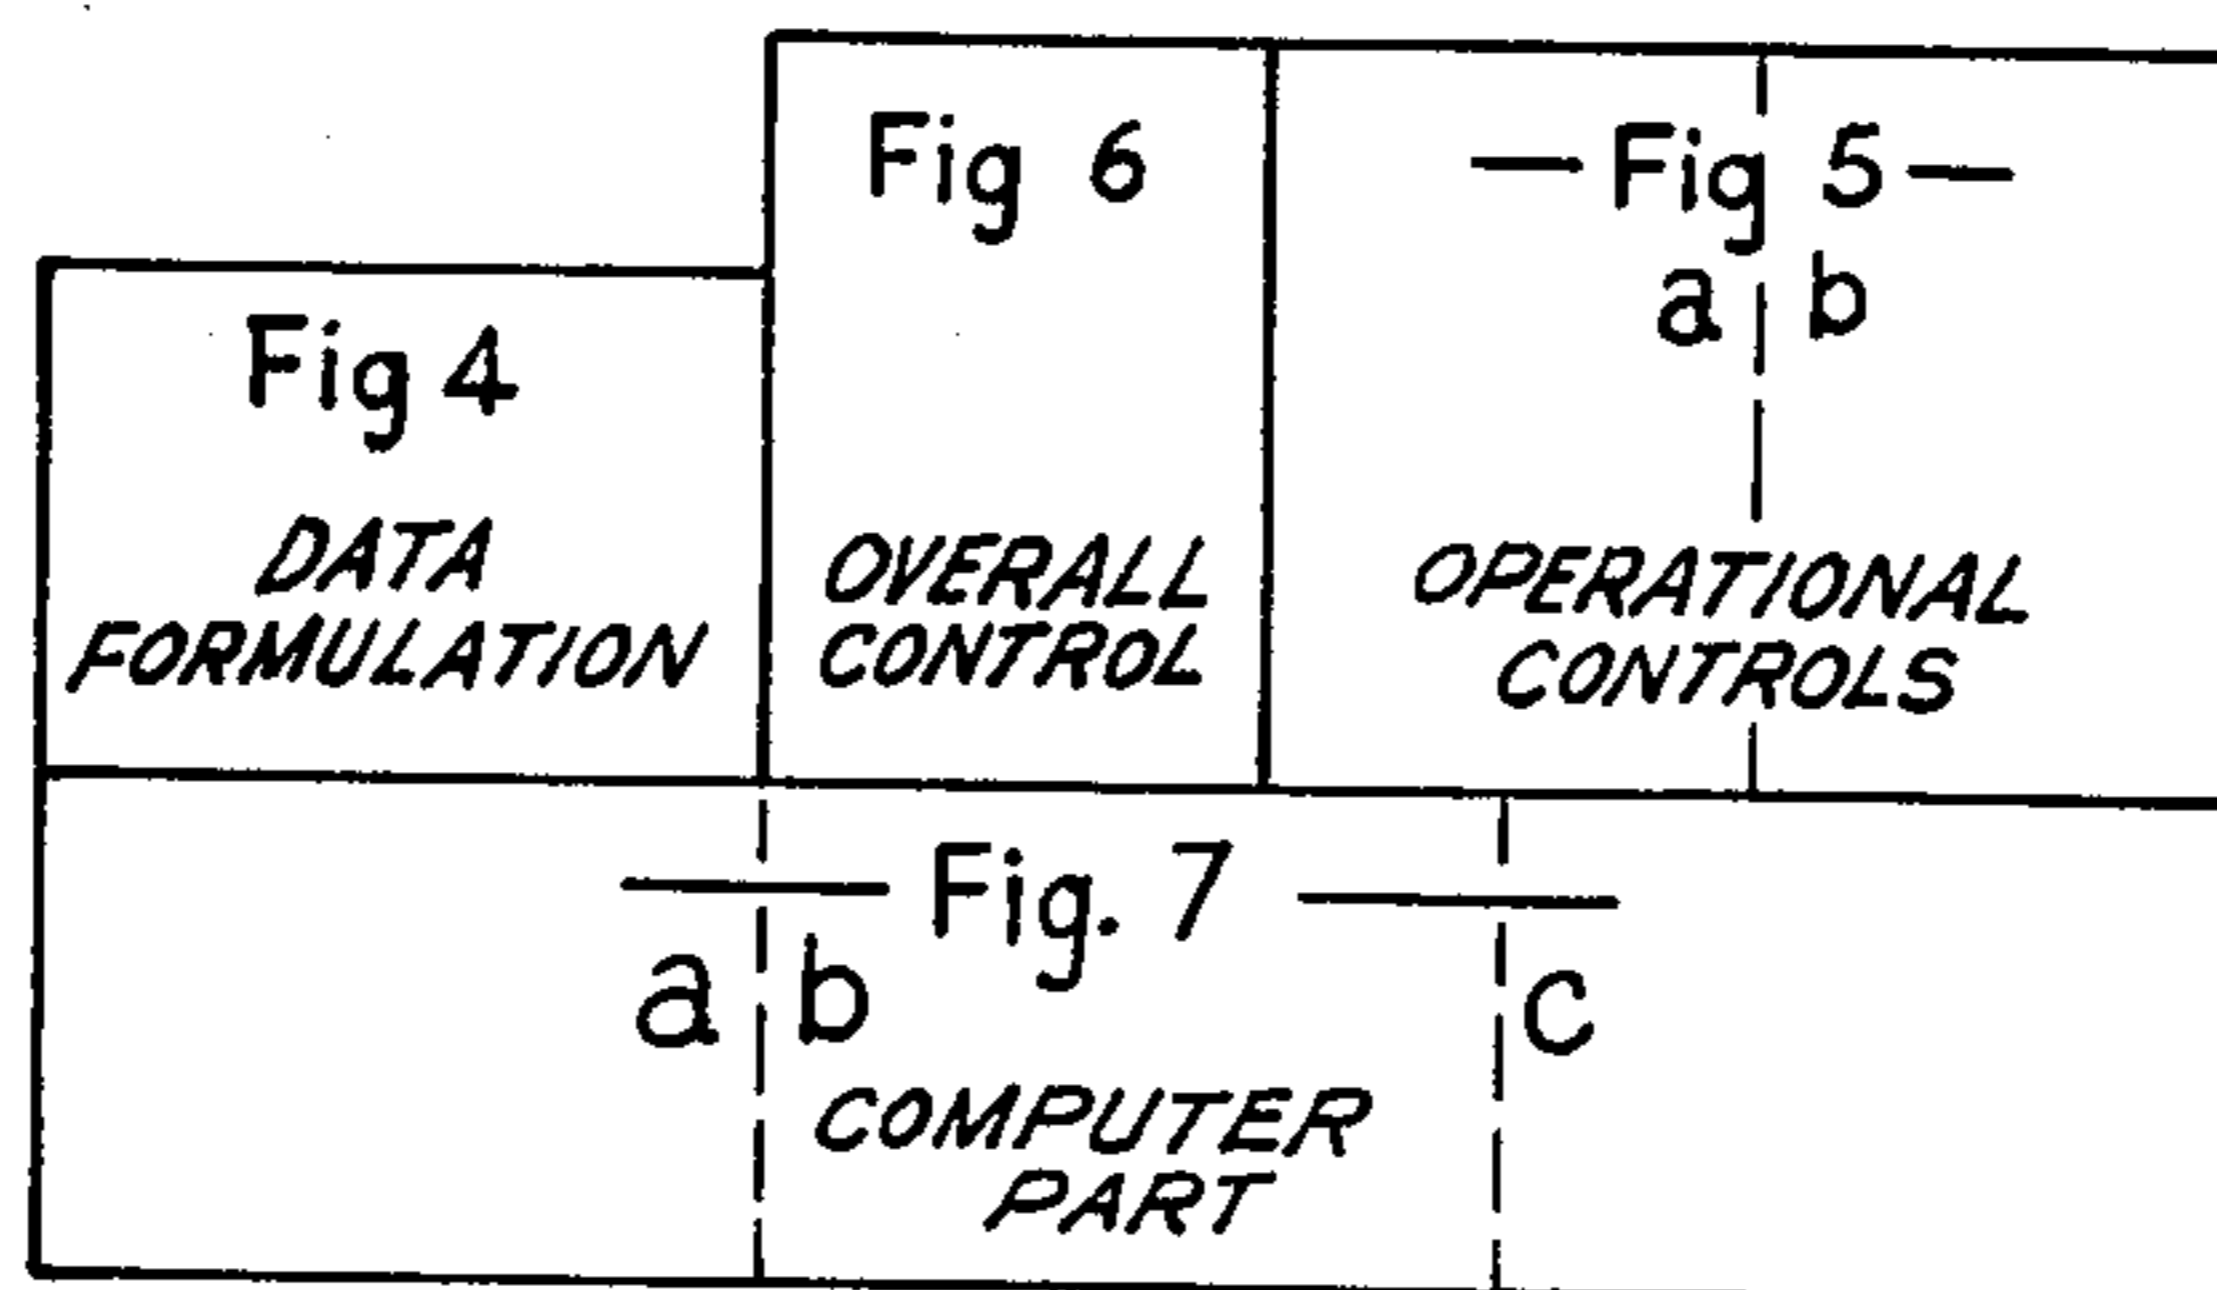 Fig 6
—Fig 5—
a b
Fig 4
DATA
FORMULATION
OVERALL
CONTROL
OPERATIONAL
CONTROLS
— Fig. 7 —
a b c
COMPUTER
PART